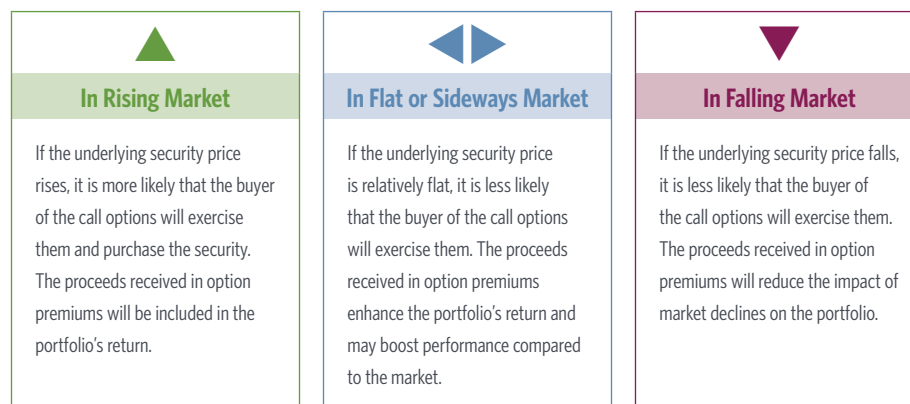 In Rising Market
If the underlying security price
rises, it is more likely that the buyer
of the call options will exercise
them and purchase the security.
The proceeds received in option
premiums will be included in the
portfolio's return.
In Flat or Sideways Market
If the underlying security price
is relatively flat, it is less likely
that the buyer of the call options
will exercise them. The proceeds
received in option premiums
enhance the portfolio's return and
may boost performance compared
to the market.
In Falling Market
If the underlying security price falls,
it is less likely that the buyer of
the call options will exercise them.
The proceeds received in option
premiums will reduce the impact of
market declines on the portfolio.